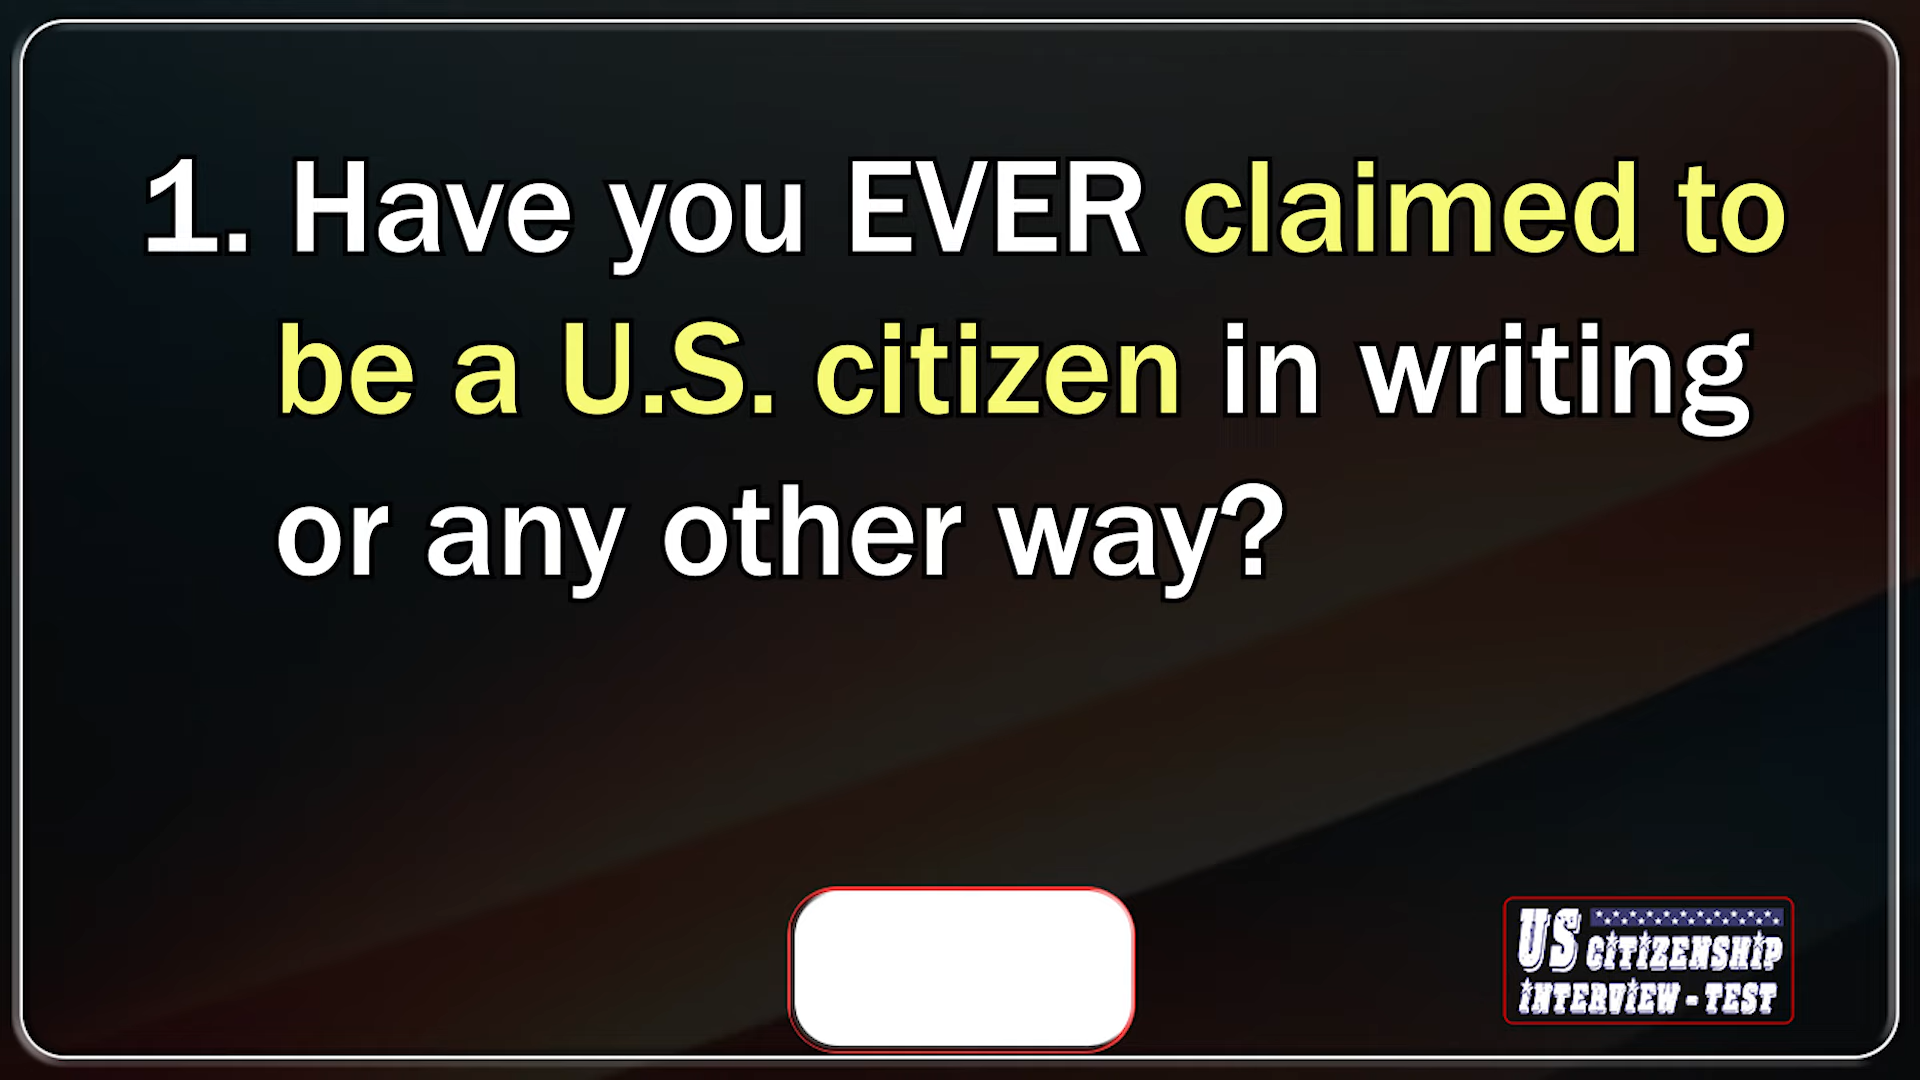 1. Have you EVER claimed to
be a U.S. citizen in writing
or any other way?
US CITIZENSHIP
INTERVIEW - TEST